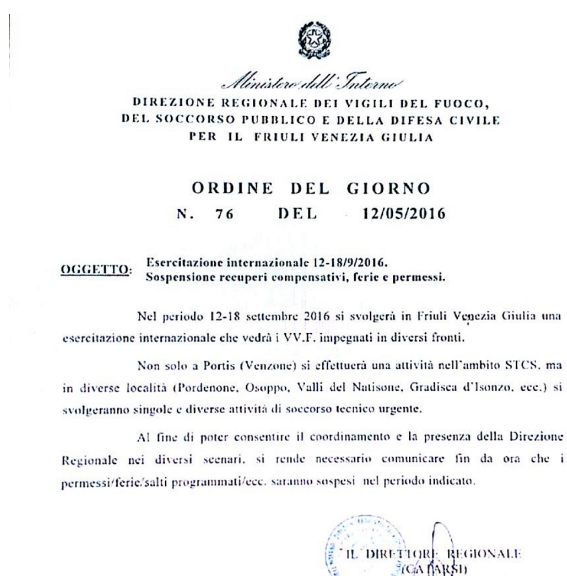 Ministero dell'Interno
DIREZIONE REGIONALE DEI VIGILI DEL FUOCO,
DEL SOCCORSO PUBBLICO E DELLA DIFESA CIVILE
PER IL FRIULI VENEZIA GIULIA
ORDINE DEL GIORNO
N. 76 DEL 12/05/2016
OGGETTO: Esercitazione internazionale 12-18/9/2016.
Sospensione recuperi compensativi, ferie e permessi.
Nel periodo 12-18 settembre 2016 si svolgerà in Friuli Venezia Giulia una
esercitazione internazionale che vedrà i VV.F. impegnati in diversi fronti.
Non solo a Portis (Venzone) si effettuerà una attività nell'ambito STCS, ma
in diverse località (Pordenone, Osoppo, Valli del Natisone, Gradisca d'Isonzo, ecc.) si
svolgeranno singole e diverse attività di soccorso tecnico urgente.
Al fine di poter consentire il coordinamento e la presenza della Direzione
Regionale nei diversi scenari, si rende necessario comunicare fin da ora che i
permessi/ferie/salti programmati/ecc. saranno sospesi nel periodo indicato.
IL DIRETTORE REGIONALE